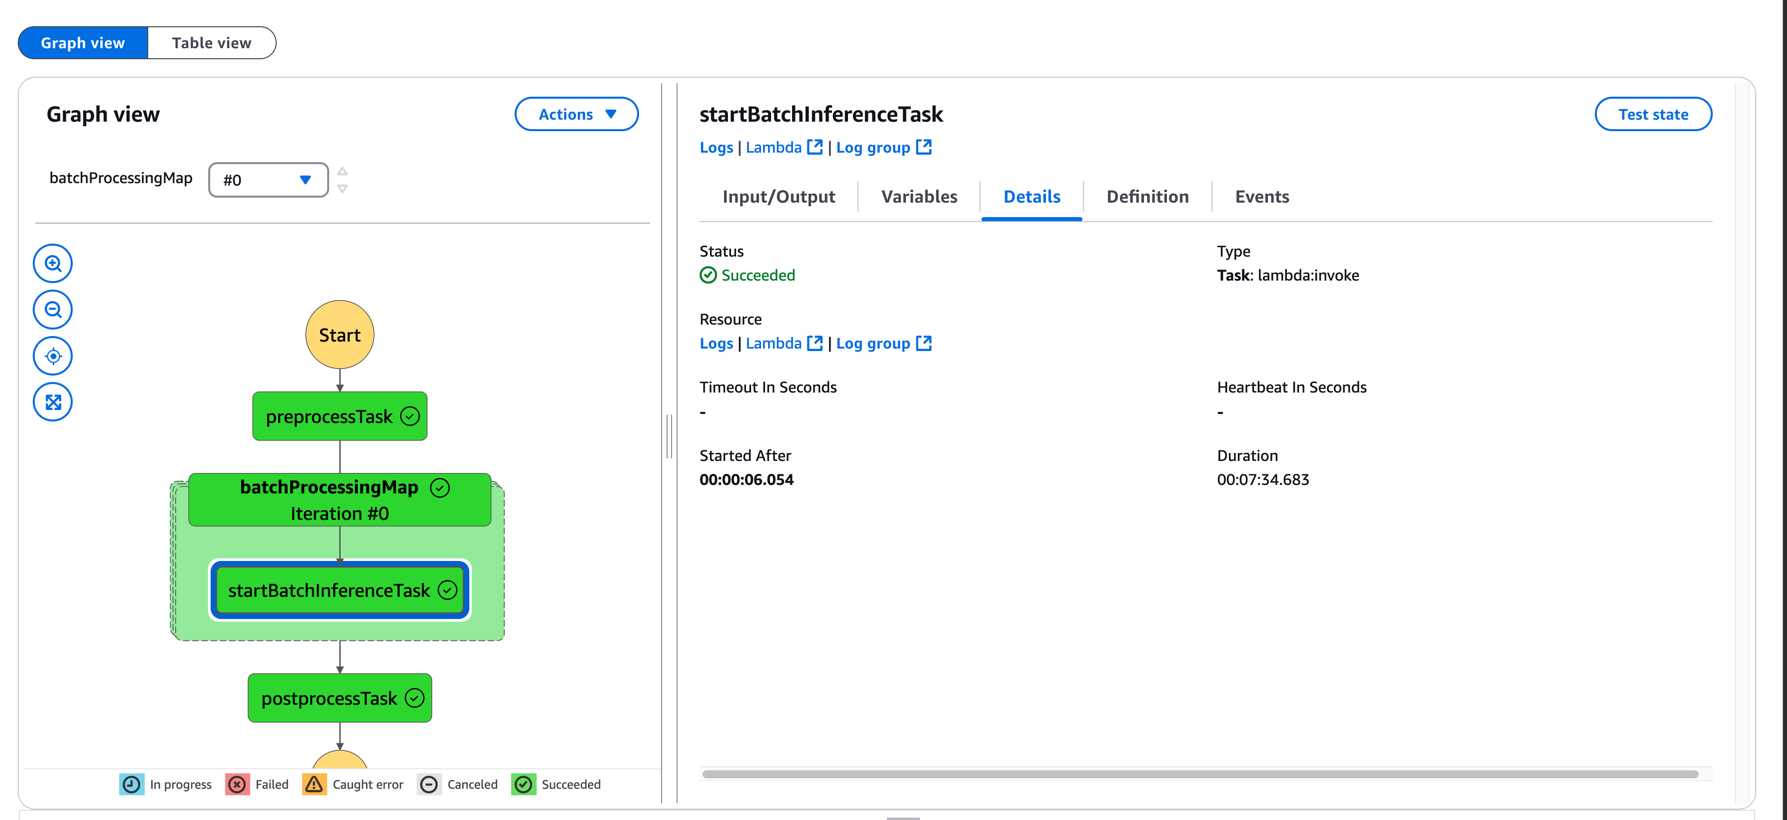 Graph view
Table view
Graph view
Actions
batchProcessingMap
#0
Start
preprocessTask
batchProcessingMap
Iteration #0
startBatchInferenceTask
postprocessTask
In progress
Failed
Caught error
Canceled
Succeeded
startBatchInferenceTask
Test state
Logs | Lambda | Log group
Input/Output
Variables
Details
Definition
Events
Status
Succeeded
Type
Task: lambda:invoke
Resource
Logs | Lambda | Log group
Timeout In Seconds
-
Heartbeat In Seconds
-
Started After
00:00:06.054
Duration
00:07:34.683